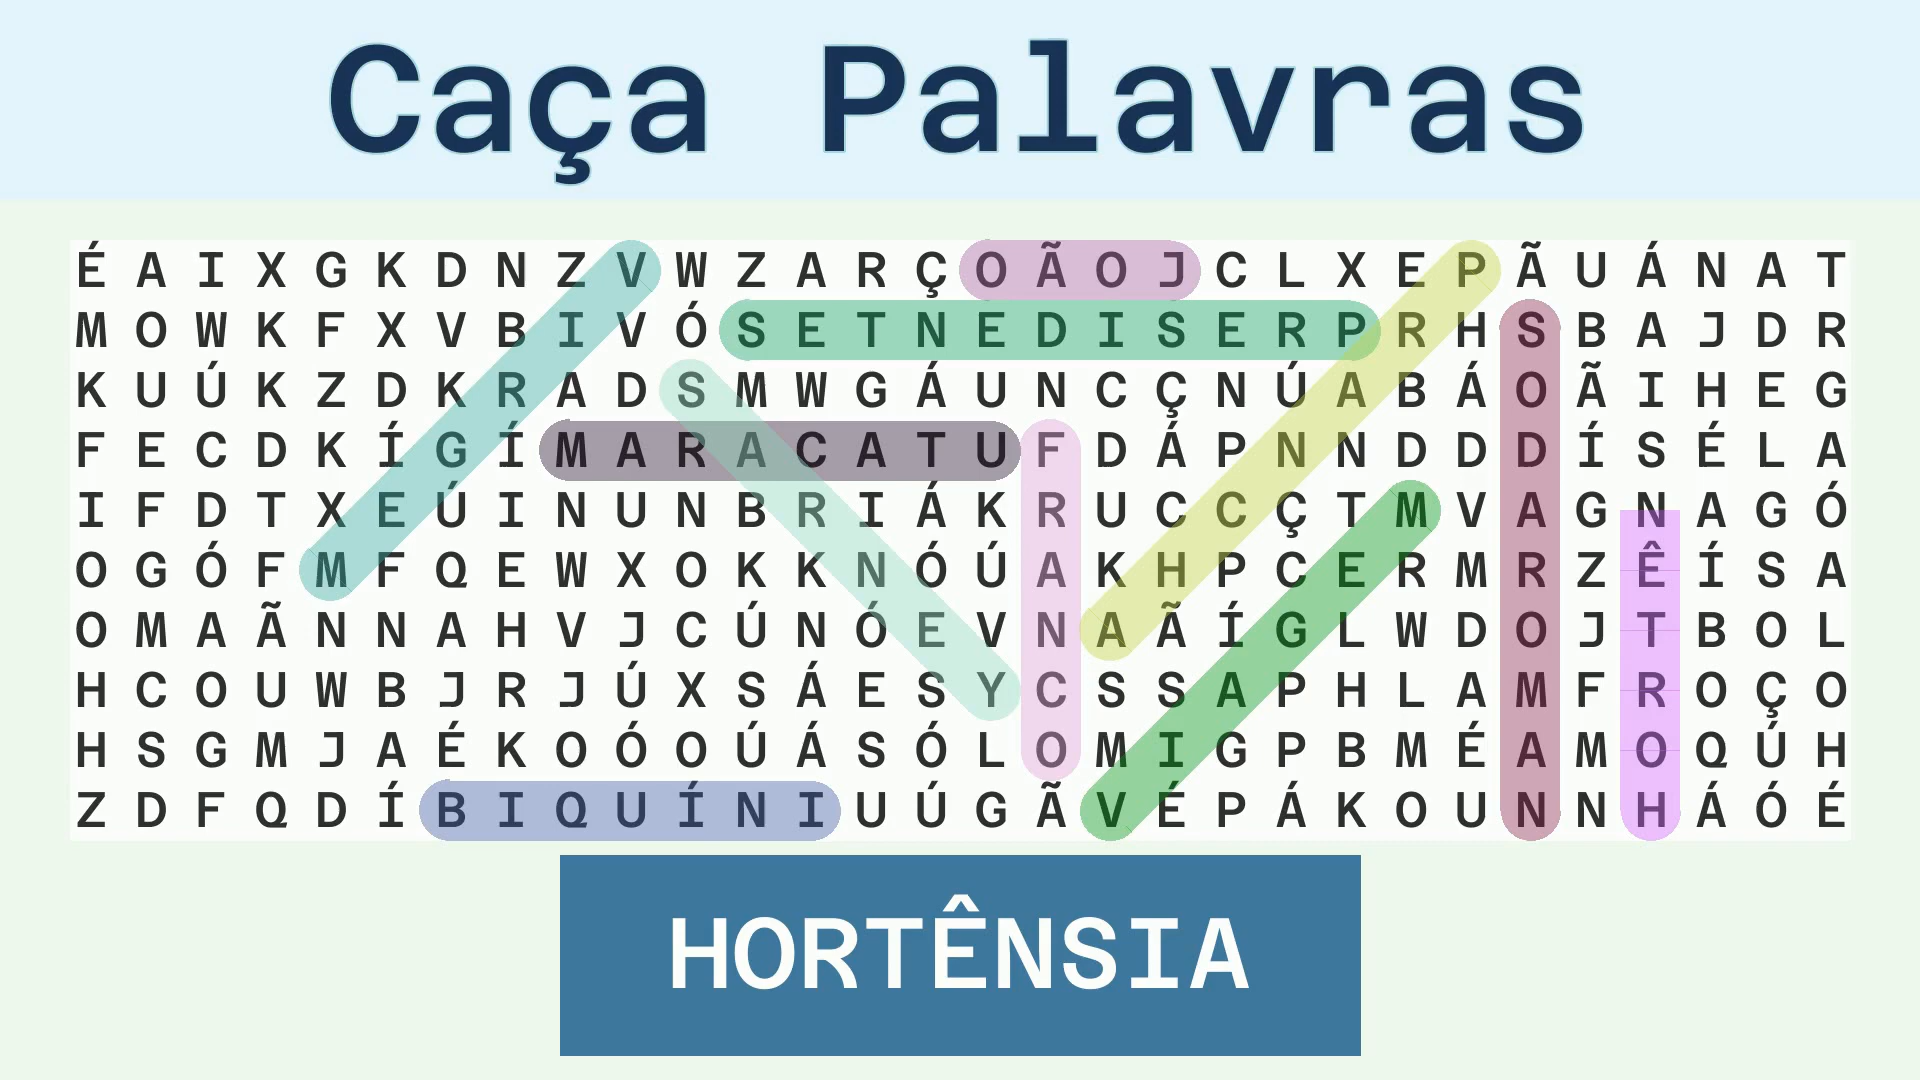 Caça Palavras
É A I X G K D N Z V W Z A R Ç O Ã O J C L X E P Ã U Á N A T
M O W K F X V B I V Ó S E T N E D I S E R P R H S B A J D R
K U Ú K Z D K R A D S M W G Á U N C Ç N Ú A B Á O Ã I H E G
F E C D K Í G Í M A R A C A T U F D Á P N N D D D Í S É L A
I F D T X E Ú I N U N B R I Á K R U C C Ç T M V A G N A G Ó
O G Ó F M F Q E W X O K K N Ó Ú A K H P C E R M R Z Ê Í S A
O M A Ã N N A H V J C Ú N Ó E V N A Ã Í G L W D O J T B O L
H C O U W B J R J Ú X S Á E S Y C S S A P H L A M F R O Ç O
H S G M J A É K O Ó O Ú Á S Ó L O M I G P B M É A M O Q Ú H
Z D F Q D Í B I Q U Í N I U Ú G Ã V É P Á K O U N N H Á Ó É
HORTÊNSIA